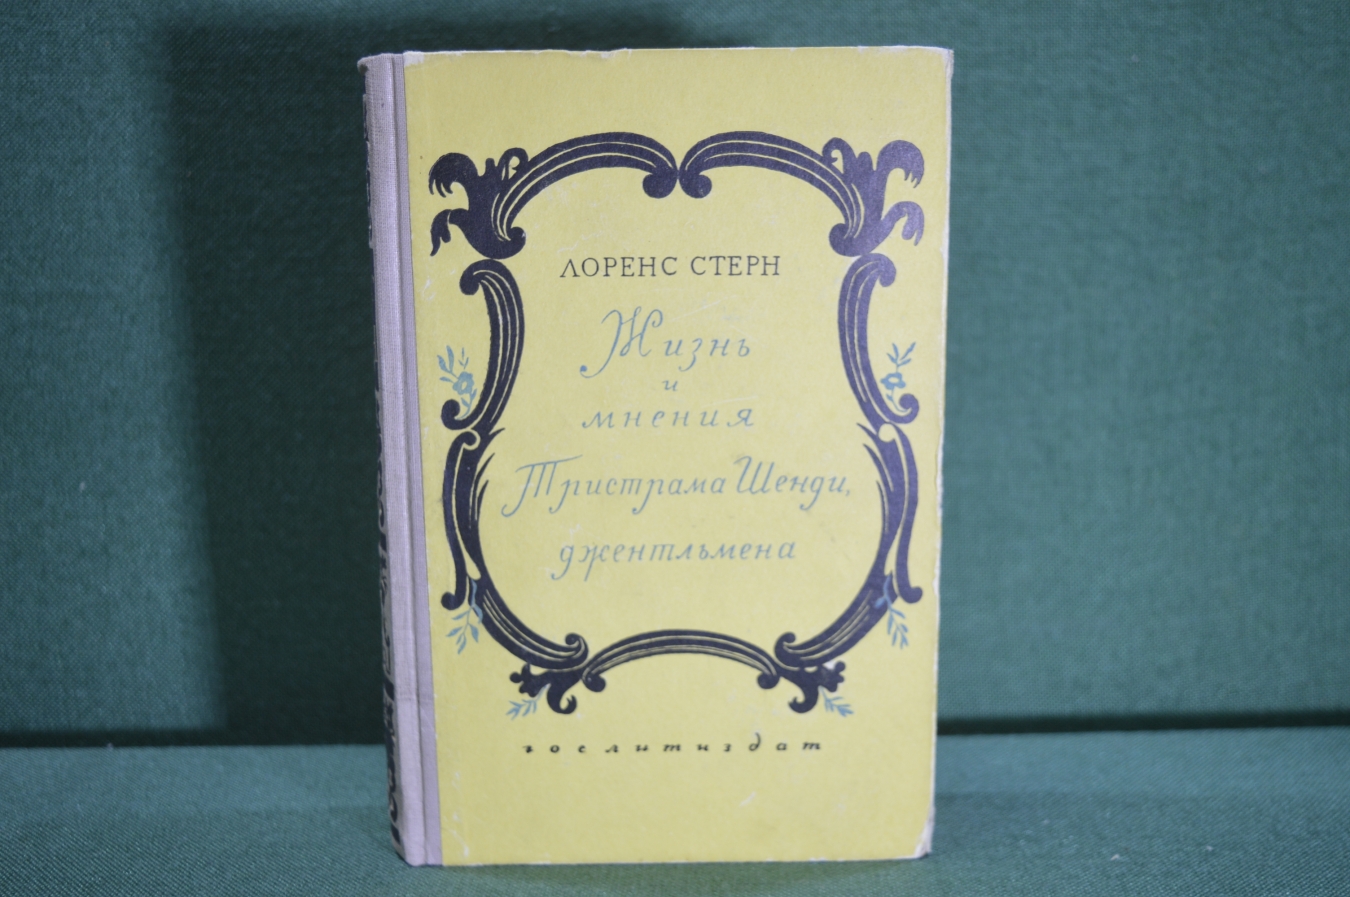 ЛОРЕНС СТЕРН
Жизнь
и
мнения
Тристрама Шенди,
джентльмена
гослитиздат